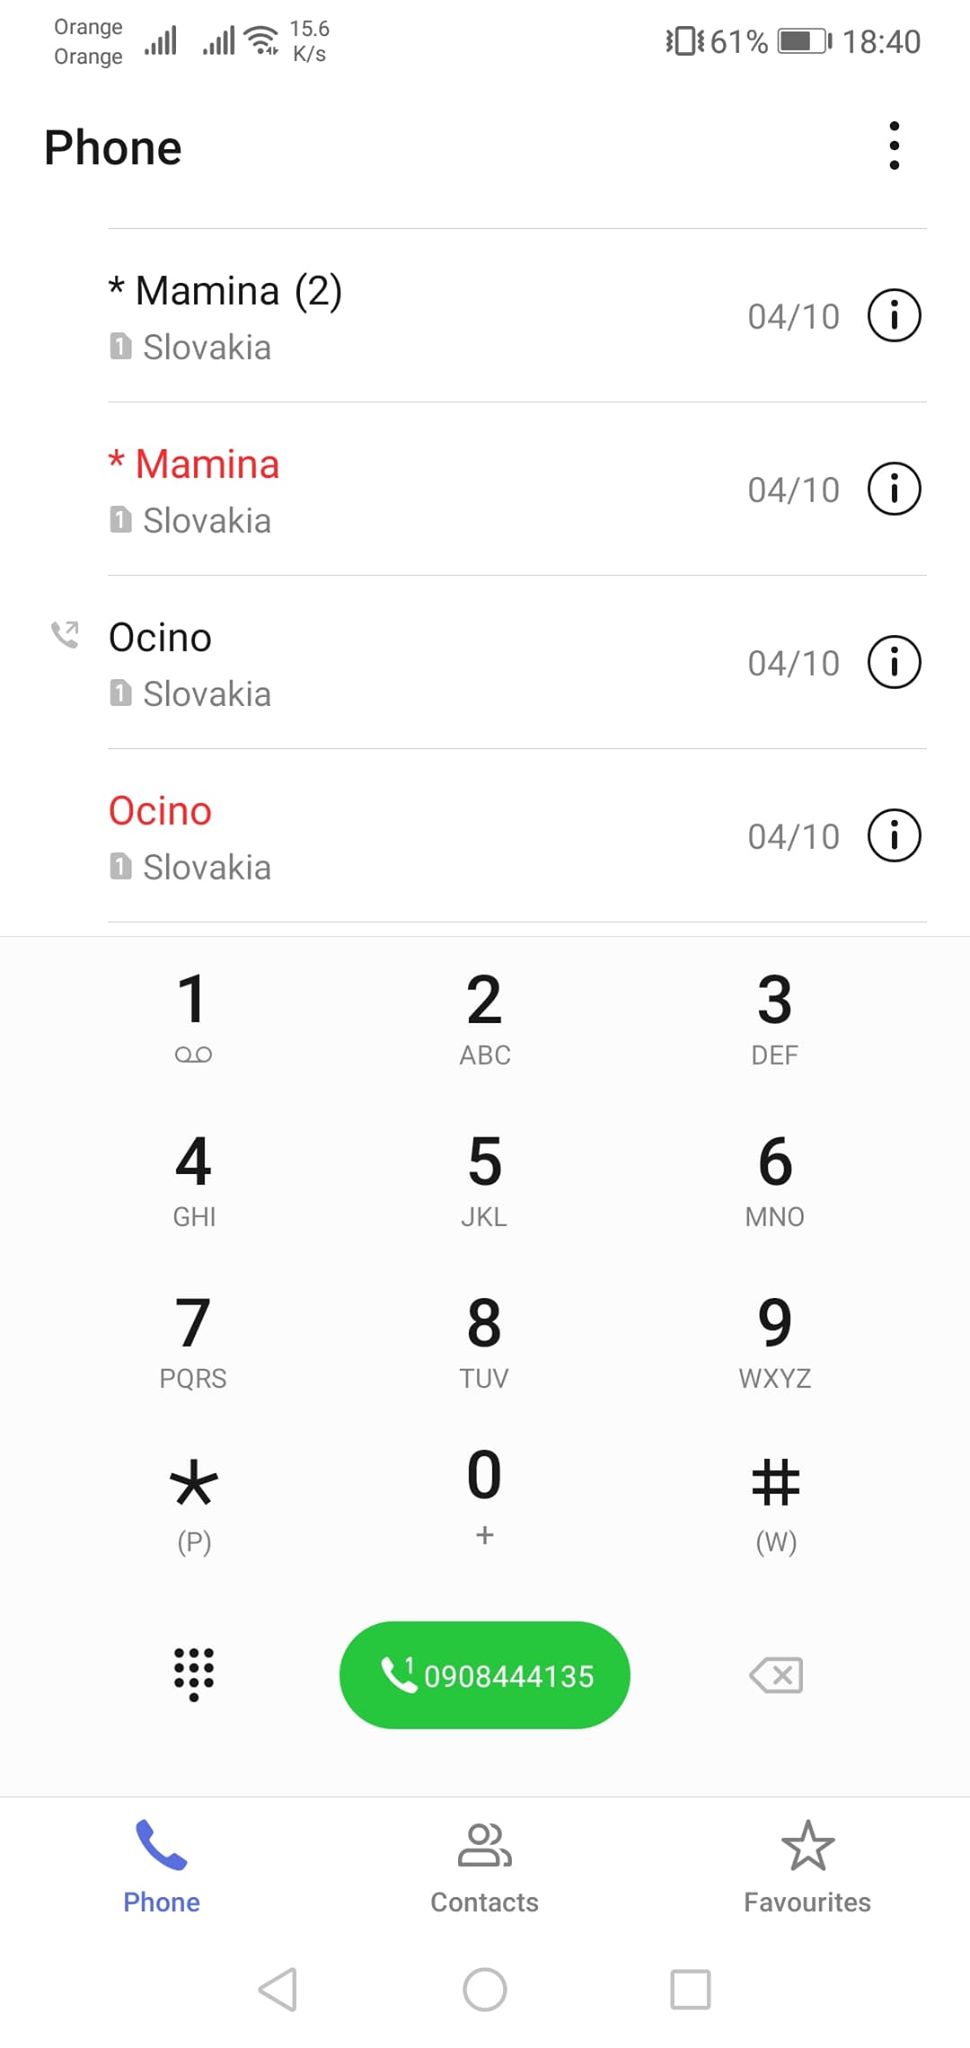 Orange
Orange
15.6
K/s
61%
18:40
Phone
* Mamina (2)
04/10
1 Slovakia
* Mamina
04/10
1 Slovakia
Ocino
04/10
1 Slovakia
Ocino
04/10
1 Slovakia
1 2 3
ABC DEF
4 5 6
GHI JKL MNO
7 8 9
PQRS TUV WXYZ
* 0 #
(P) + (W)
1 0908444135
Phone Contacts Favourites